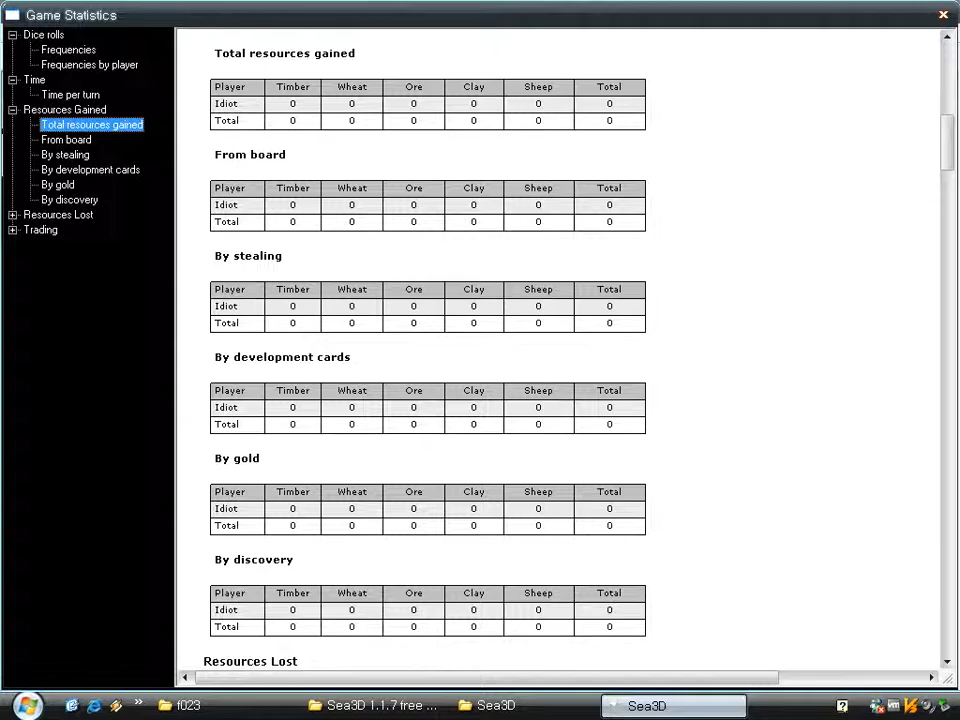 Game Statistics
Dice rolls
Frequencies
Frequencies by player
Time
Time per turn
Resources Gained
Total resources gained
From board
By stealing
By development cards
By gold
By discovery
Resources Lost
Trading
Total resources gained
Player Timber Wheat Ore Clay Sheep Total
Idiot 0 0 0 0 0 0
Total 0 0 0 0 0 0
From board
Player Timber Wheat Ore Clay Sheep Total
Idiot 0 0 0 0 0 0
Total 0 0 0 0 0 0
By stealing
Player Timber Wheat Ore Clay Sheep Total
Idiot 0 0 0 0 0 0
Total 0 0 0 0 0 0
By development cards
Player Timber Wheat Ore Clay Sheep Total
Idiot 0 0 0 0 0 0
Total 0 0 0 0 0 0
By gold
Player Timber Wheat Ore Clay Sheep Total
Idiot 0 0 0 0 0 0
Total 0 0 0 0 0 0
By discovery
Player Timber Wheat Ore Clay Sheep Total
Idiot 0 0 0 0 0 0
Total 0 0 0 0 0 0
Resources Lost
f023 Sea3D 1.1.7 free ... Sea3D Sea3D